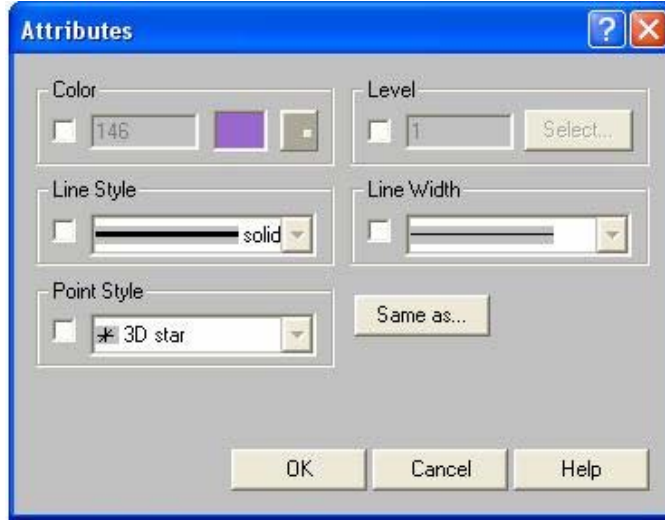 Attributes
Color
Level
146
1
Select...
Line Style
Line Width
solid
Point Style
3D star
Same as...
OK
Cancel
Help